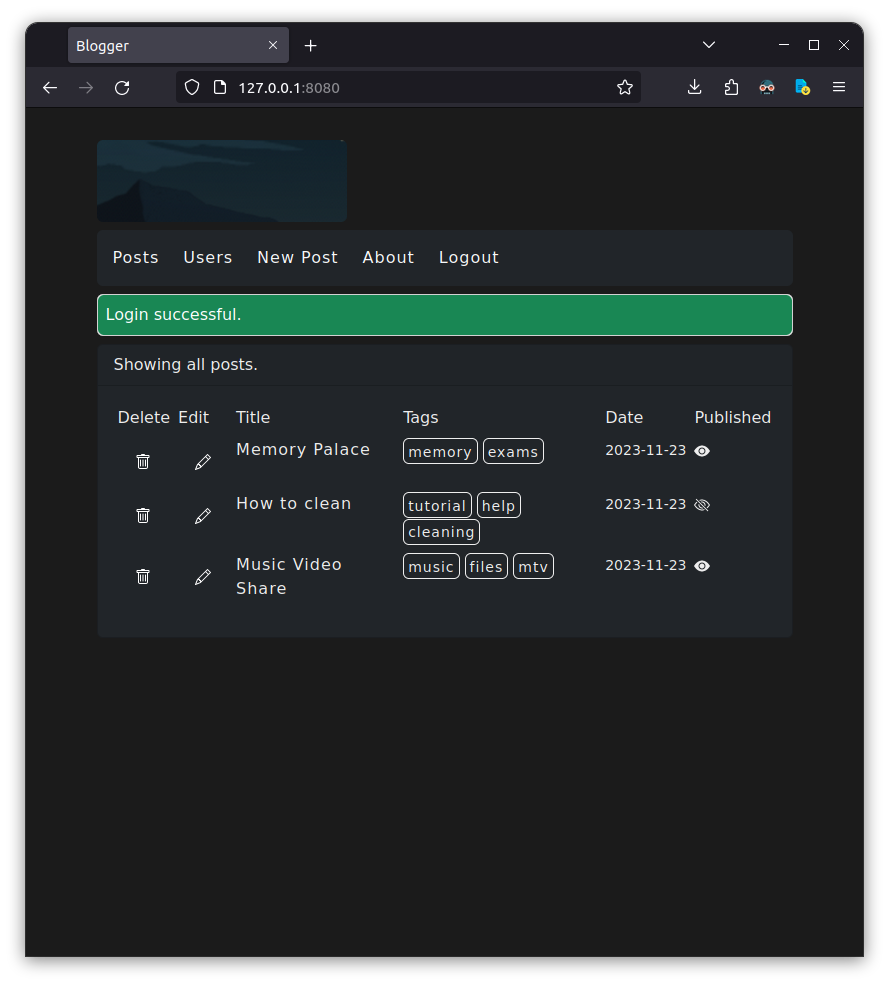 Blogger
127.0.0.1:8080
Posts Users New Post About Logout
Login successful.
Showing all posts.
Delete Edit Title Tags Date Published
Memory Palace memory exams 2023-11-23
How to clean tutorial help 2023-11-23
cleaning
Music Video music files mtv 2023-11-23
Share